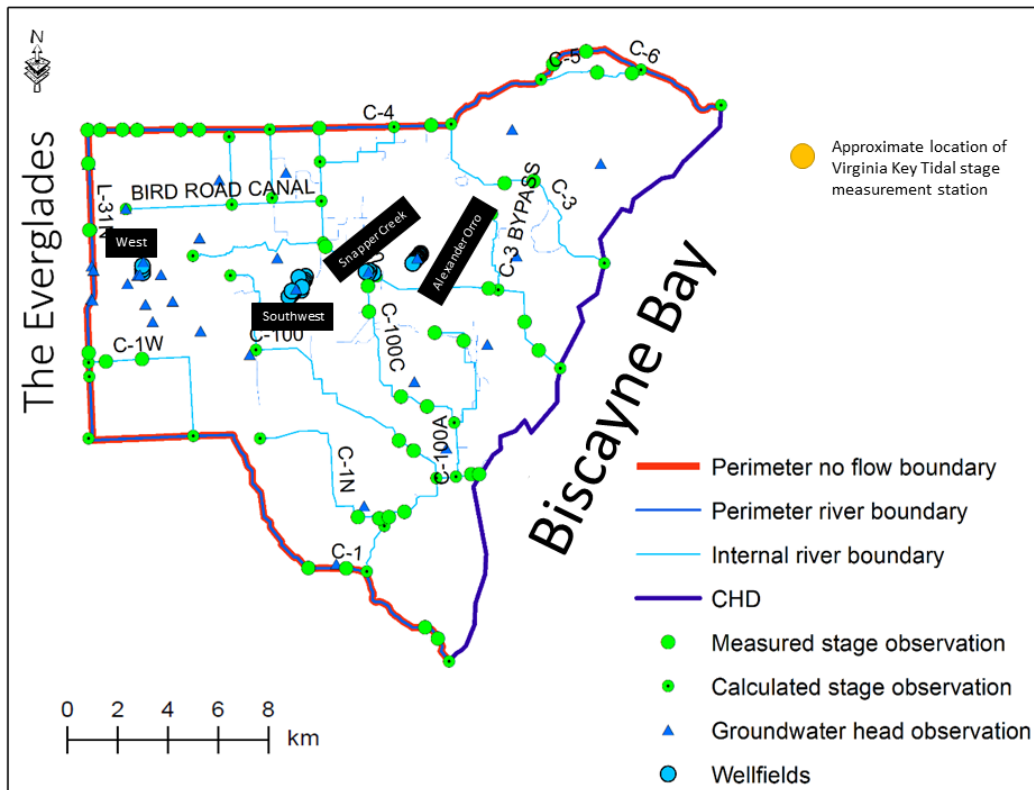 N
C-5
C-6
C-4
Approximate location of
Virginia Key Tidal stage
measurement station
The Everglades
L-31N
BIRD ROAD CANAL
C-3 BYPASS
C-3
West
Snapper Creek
Alexander Orro
Southwest
C-100
C-1W
C-100C
C-100A
C-1N
C-1
Biscayne Bay
Perimeter no flow boundary
Perimeter river boundary
Internal river boundary
CHD
Measured stage observation
Calculated stage observation
Groundwater head observation
Wellfields
0 2 4 6 8
km